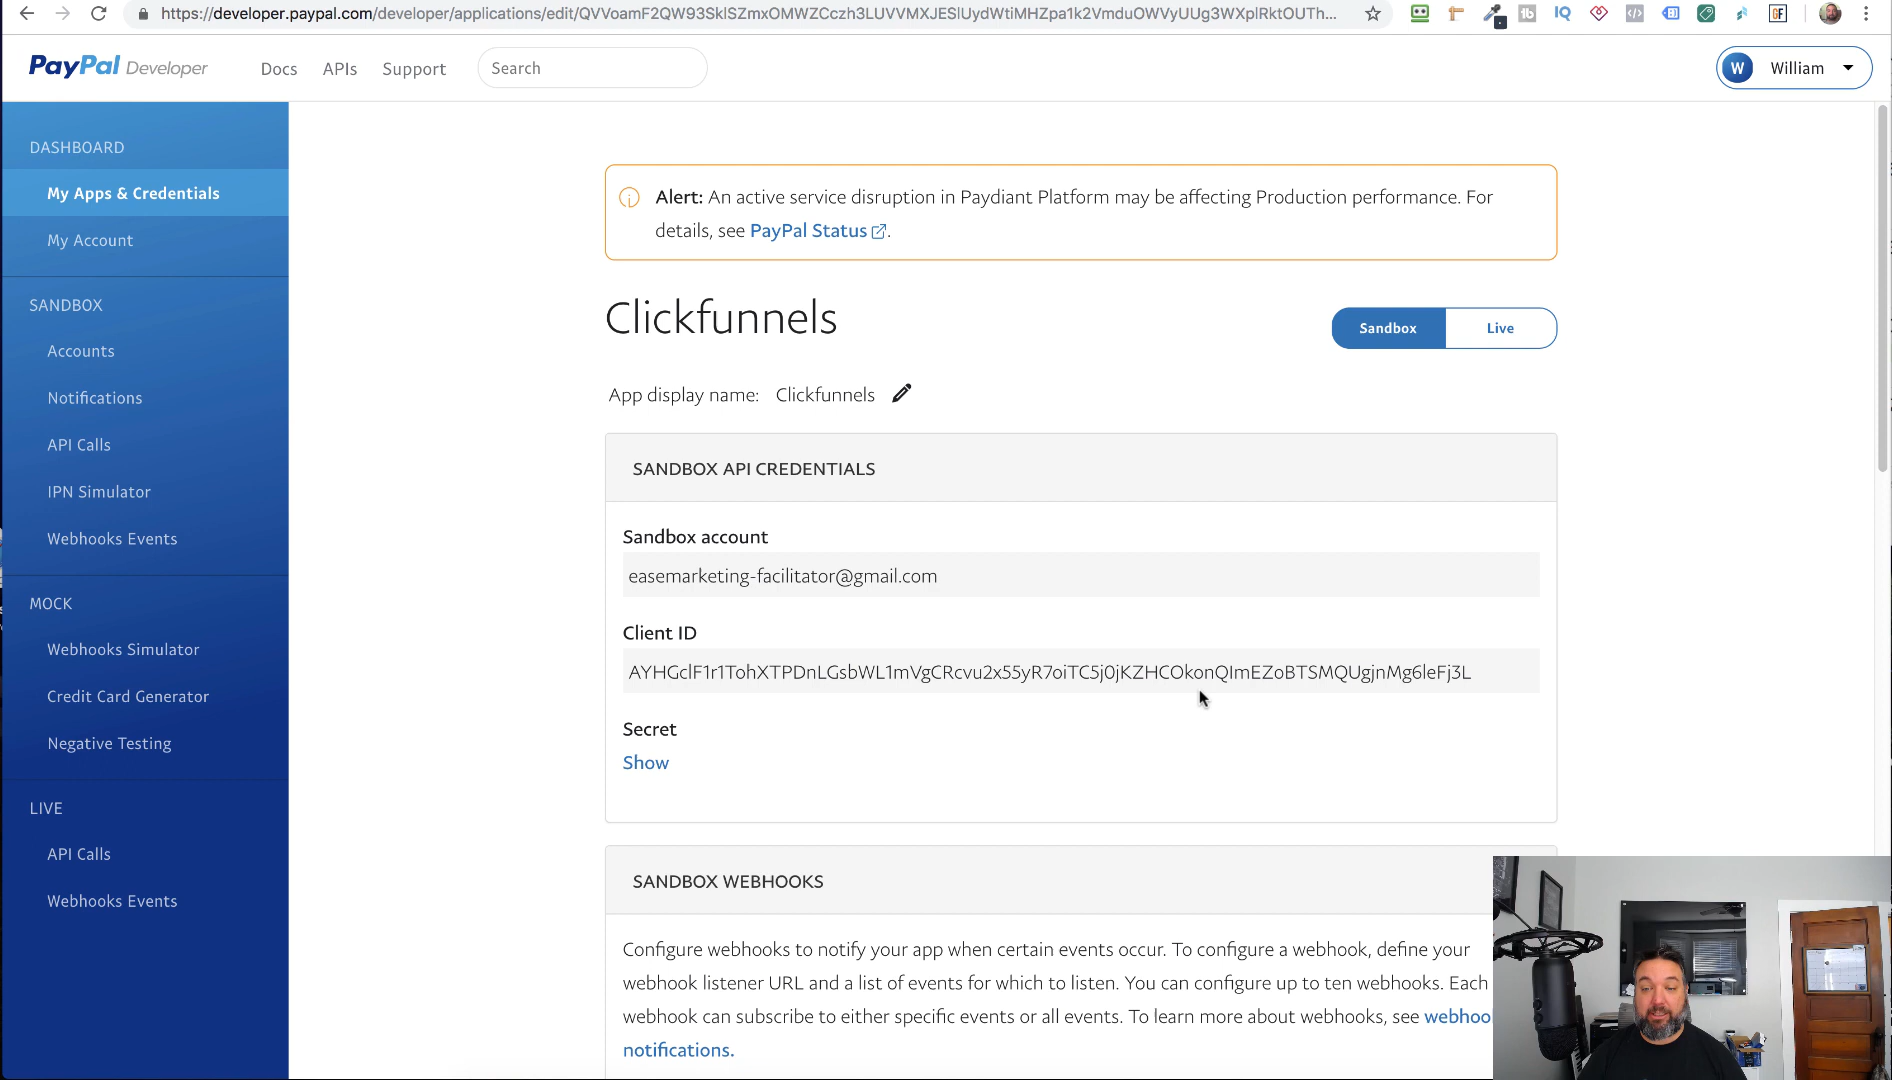 https://developer.paypal.com/developer/applications/edit/QVVoamF2QW93SklSZmxOMWZCczh3LUVVMXJESlUydWtiMHZpa1k2VmduOWVyUUg3WXplRktOUTh...
PayPal Developer
Docs
APIs
Support
Search
W
William
DASHBOARD
My Apps & Credentials
My Account
SANDBOX
Accounts
Notifications
API Calls
IPN Simulator
Webhooks Events
MOCK
Webhooks Simulator
Credit Card Generator
Negative Testing
LIVE
API Calls
Webhooks Events
Alert: An active service disruption in Paydiant Platform may be affecting Production performance. For
details, see PayPal Status.
Clickfunnels
Sandbox
Live
App display name: Clickfunnels
SANDBOX API CREDENTIALS
Sandbox account
easemarketing-facilitator@gmail.com
Client ID
AYHGclF1r1TohXTPDnLGsbWL1mVgCRcvu2x55yR7oiTC5j0jKZHCOkonQImEZoBTSMQUgjnMg6leFj3L
Secret
Show
SANDBOX WEBHOOKS
Configure webhooks to notify your app when certain events occur. To configure a webhook, define your
webhook listener URL and a list of events for which to listen. You can configure up to ten webhooks. Each
webhook can subscribe to either specific events or all events. To learn more about webhooks, see webhoo
notifications.